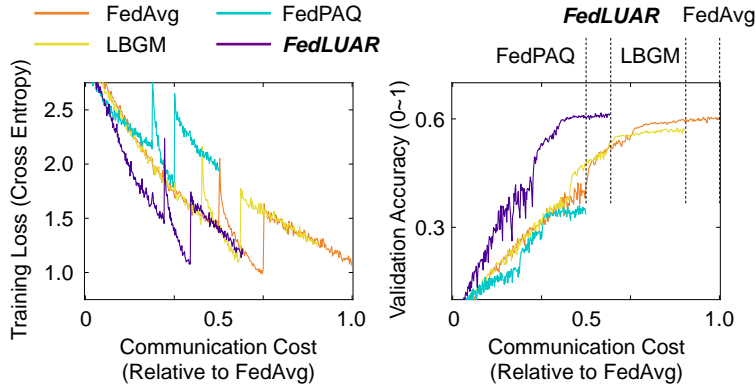 FedAvg
FedPAQ
LBGM
FedLUAR
Training Loss (Cross Entropy)
2.5
2.0
1.5
1.0
0
0.5
1.0
Communication Cost
(Relative to FedAvg)
FedLUAR
FedAvg
FedPAQ
LBGM
Validation Accuracy (0~1)
0.6
0.3
0
0.5
1.0
Communication Cost
(Relative to FedAvg)